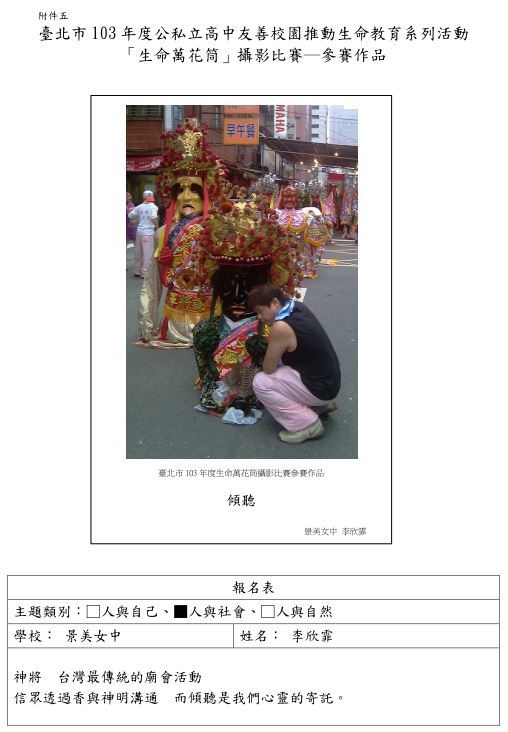 附件五
臺北市 103 年度公私立高中友善校園推動生命教育系列活動
「生命萬花筒」攝影比賽—參賽作品
早午餐
YAMAHA
臺北市 103 年度生命萬花筒攝影比賽參賽作品
傾聽
景美女中 李欣霏
報名表
主題類別：□人與自己、■人與社會、□人與自然
學校： 景美女中
姓名： 李欣霏
神將 台灣最傳統的廟會活動
信眾透過香與神明溝通 而傾聽是我們心靈的寄託。